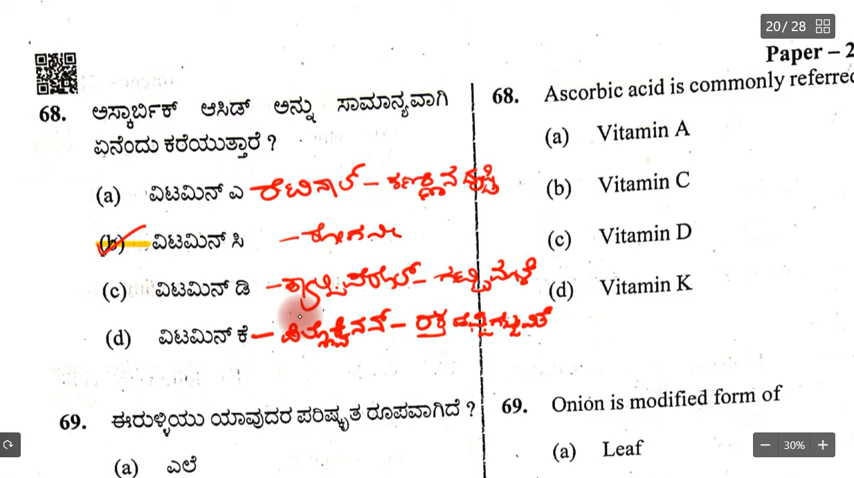 20/28
Paper – 2
68. ಅಸ್ಕಾರ್ಬಿಕ್ ಆಸಿಡ್ ಅನ್ನು ಸಾಮಾನ್ಯವಾಗಿ
ಏನೆಂದು ಕರೆಯುತ್ತಾರೆ ?
(a) ವಿಟಮಿನ್ ಎ ರೆಟಿನಾಲ್ –
(b) ವಿಟಮಿನ್ ಸಿ –
(c) ವಿಟಮಿನ್ ಡಿ –
(d) ವಿಟಮಿನ್ ಕೆ – – ರಕ್ತ
69. ಈರುಳ್ಳಿಯು ಯಾವುದರ ಪರಿಷ್ಕೃತ ರೂಪವಾಗಿದೆ ?
(a) ಎಲೆ
68. Ascorbic acid is commonly referred
(a) Vitamin A
(b) Vitamin C
(c) Vitamin D
(d) Vitamin K
69. Onion is modified form of
(a) Leaf
30%